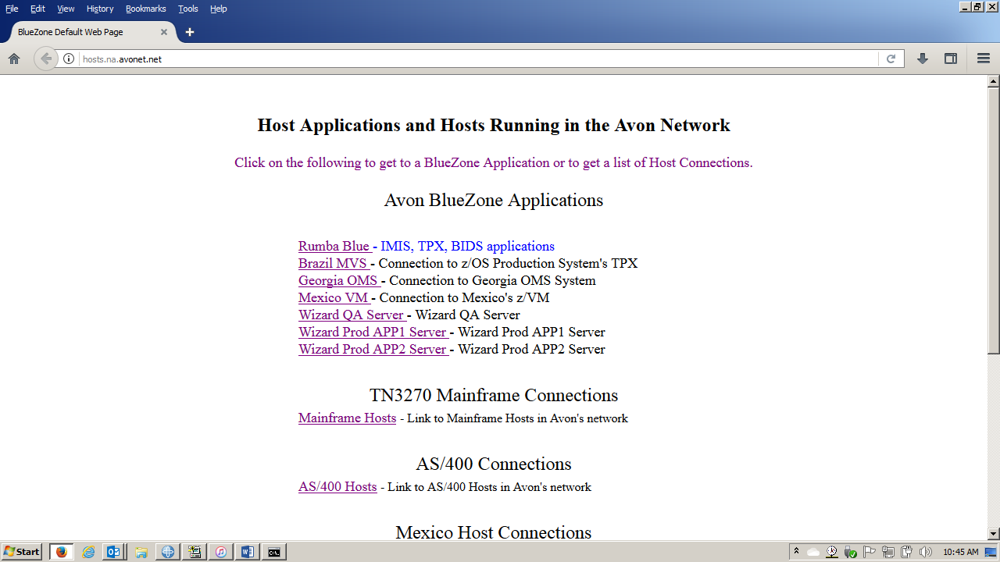 File Edit View History Bookmarks Tools Help
BlueZone Default Web Page
hosts.na.avonet.net
Host Applications and Hosts Running in the Avon Network
Click on the following to get to a BlueZone Application or to get a list of Host Connections.
Avon BlueZone Applications
Rumba Blue - IMIS, TPX, BIDS applications
Brazil MVS - Connection to z/OS Production System's TPX
Georgia OMS - Connection to Georgia OMS System
Mexico VM - Connection to Mexico's z/VM
Wizard QA Server - Wizard QA Server
Wizard Prod APP1 Server - Wizard Prod APP1 Server
Wizard Prod APP2 Server - Wizard Prod APP2 Server
TN3270 Mainframe Connections
Mainframe Hosts - Link to Mainframe Hosts in Avon's network
AS/400 Connections
AS/400 Hosts - Link to AS/400 Hosts in Avon's network
Mexico Host Connections
Start 10:45 AM